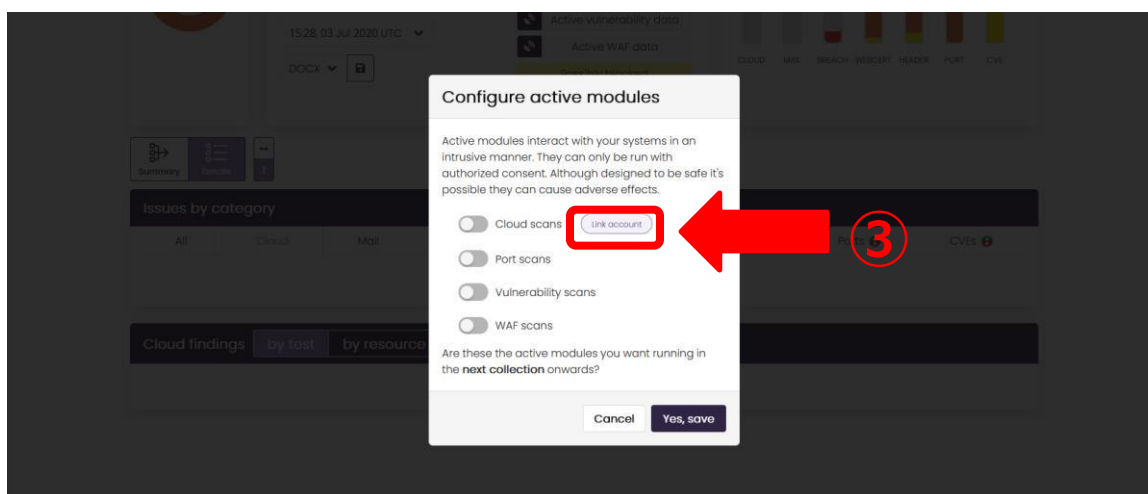 Active vulnerability data
15:28, 03 Jul 2020 UTC
Active WAF data
DOCX
CLOUD MAIL BREACH WEBCERT HEADER PORT CVE
Configure active modules
Active modules interact with your systems in an
intrusive manner. They can only be run with
authorized consent. Although designed to be safe it's
possible they can cause adverse effects.
Summary
Issues by category
All Cloud Mail CVEs
Cloud scans Link account
③
Port scans
Vulnerability scans
WAF scans
Cloud findings by test by resource
Are these the active modules you want running in
the next collection onwards?
Cancel Yes, save